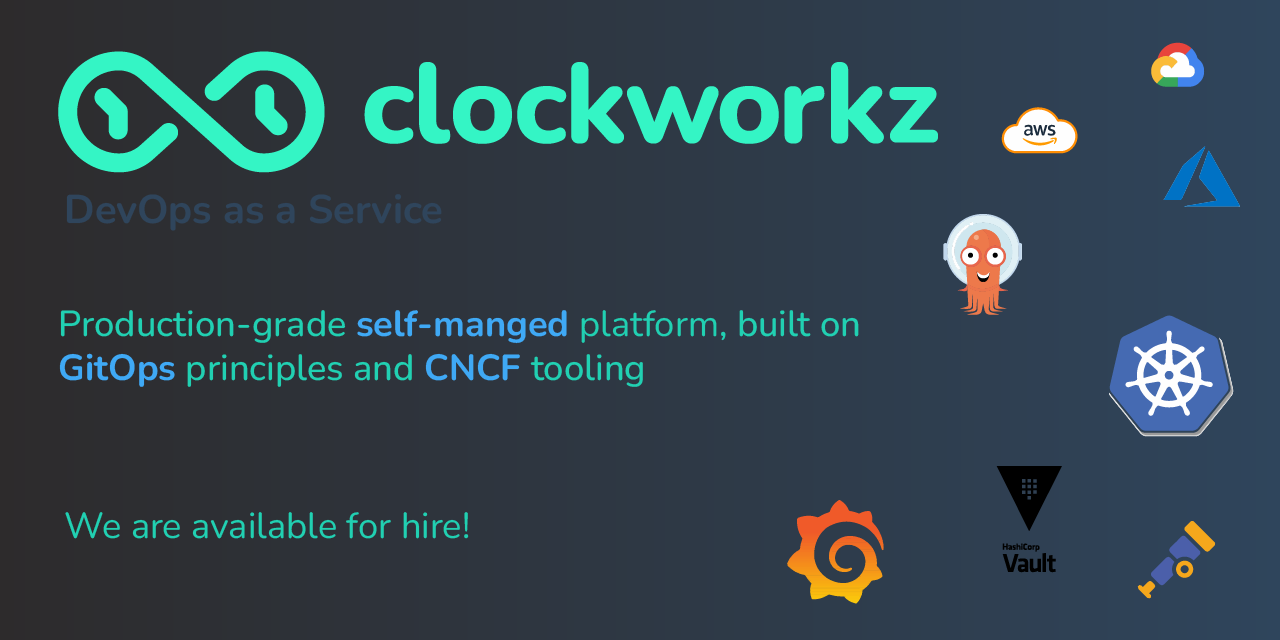 clockworkz
DevOps as a Service
aws
Production-grade self-manged platform, built on
GitOps principles and CNCF tooling
We are available for hire!
HashiCorp
Vault